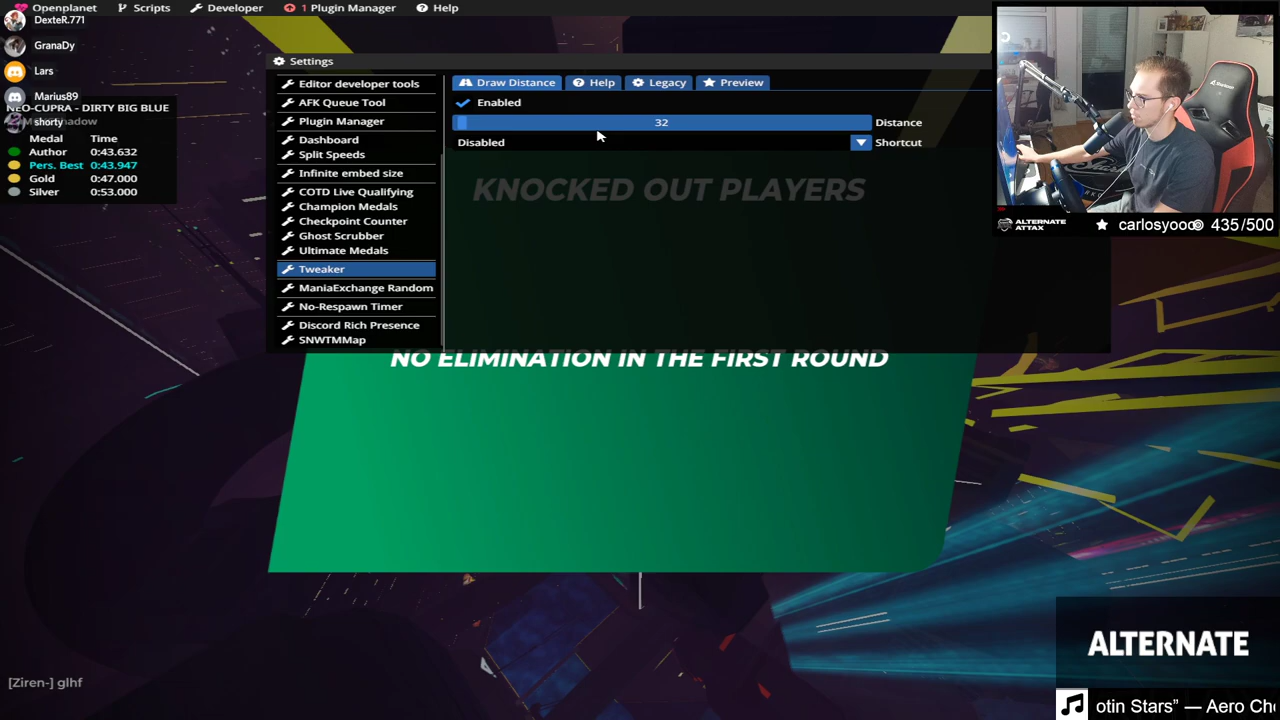 Openplanet Scripts Developer 1 Plugin Manager Help
DexteR.771
GranaDy
Lars
Marius89
shorty
NEO-CUPRA - DIRTY BIG BLUE
Medal Time
Author 0:43.632
Pers. Best 0:43.947
Gold 0:47.000
Silver 0:53.000
Settings
Editor developer tools
AFK Queue Tool
Plugin Manager
Dashboard
Split Speeds
Infinite embed size
COTD Live Qualifying
Champion Medals
Checkpoint Counter
Ghost Scrubber
Ultimate Medals
Tweaker
ManiaExchange Random
No-Respawn Timer
Discord Rich Presence
SNWTMMap
Draw Distance Help Legacy Preview
Enabled
32 Distance
Disabled Shortcut
KNOCKED OUT PLAYERS
NO ELIMINATION IN THE FIRST ROUND
ALTERNATE
ATTAX
carlosyooo 435/500
[Ziren-] glhf
ALTERNATE
otin Stars” — Aero Ch